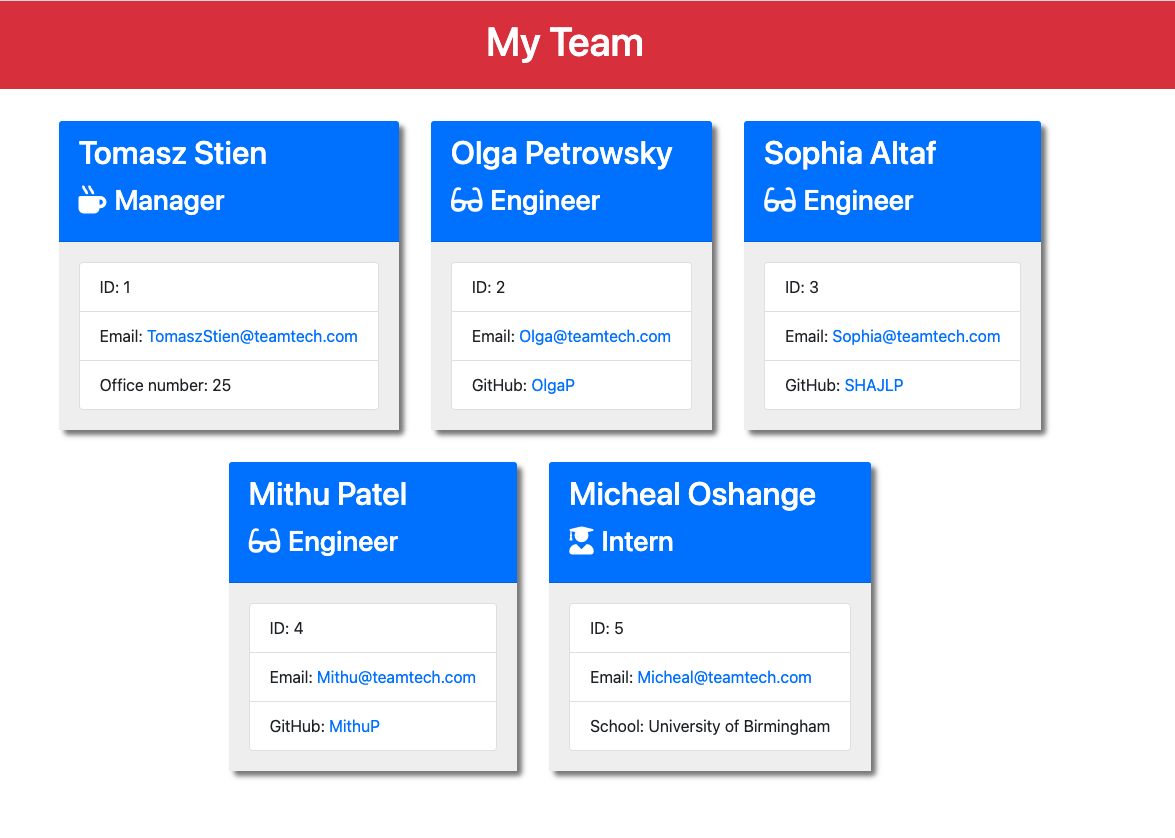 My Team
Tomasz Stien
Manager
ID: 1
Email: TomaszStien@teamtech.com
Office number: 25
Olga Petrowsky
Engineer
ID: 2
Email: Olga@teamtech.com
GitHub: OlgaP
Sophia Altaf
Engineer
ID: 3
Email: Sophia@teamtech.com
GitHub: SHAJLP
Mithu Patel
Engineer
ID: 4
Email: Mithu@teamtech.com
GitHub: MithuP
Micheal Oshange
Intern
ID: 5
Email: Micheal@teamtech.com
School: University of Birmingham